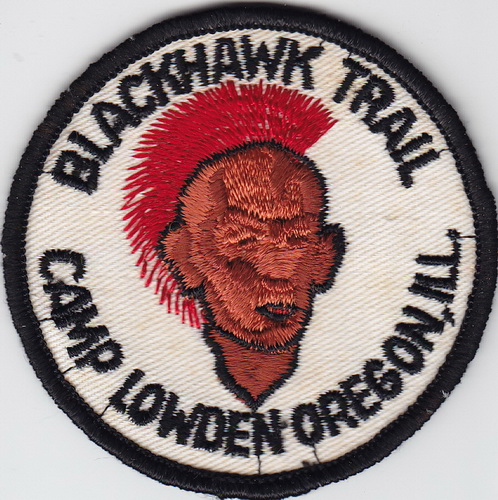 BLACKHAWK TRAIL
CAMP LOWDEN OREGON, ILL.